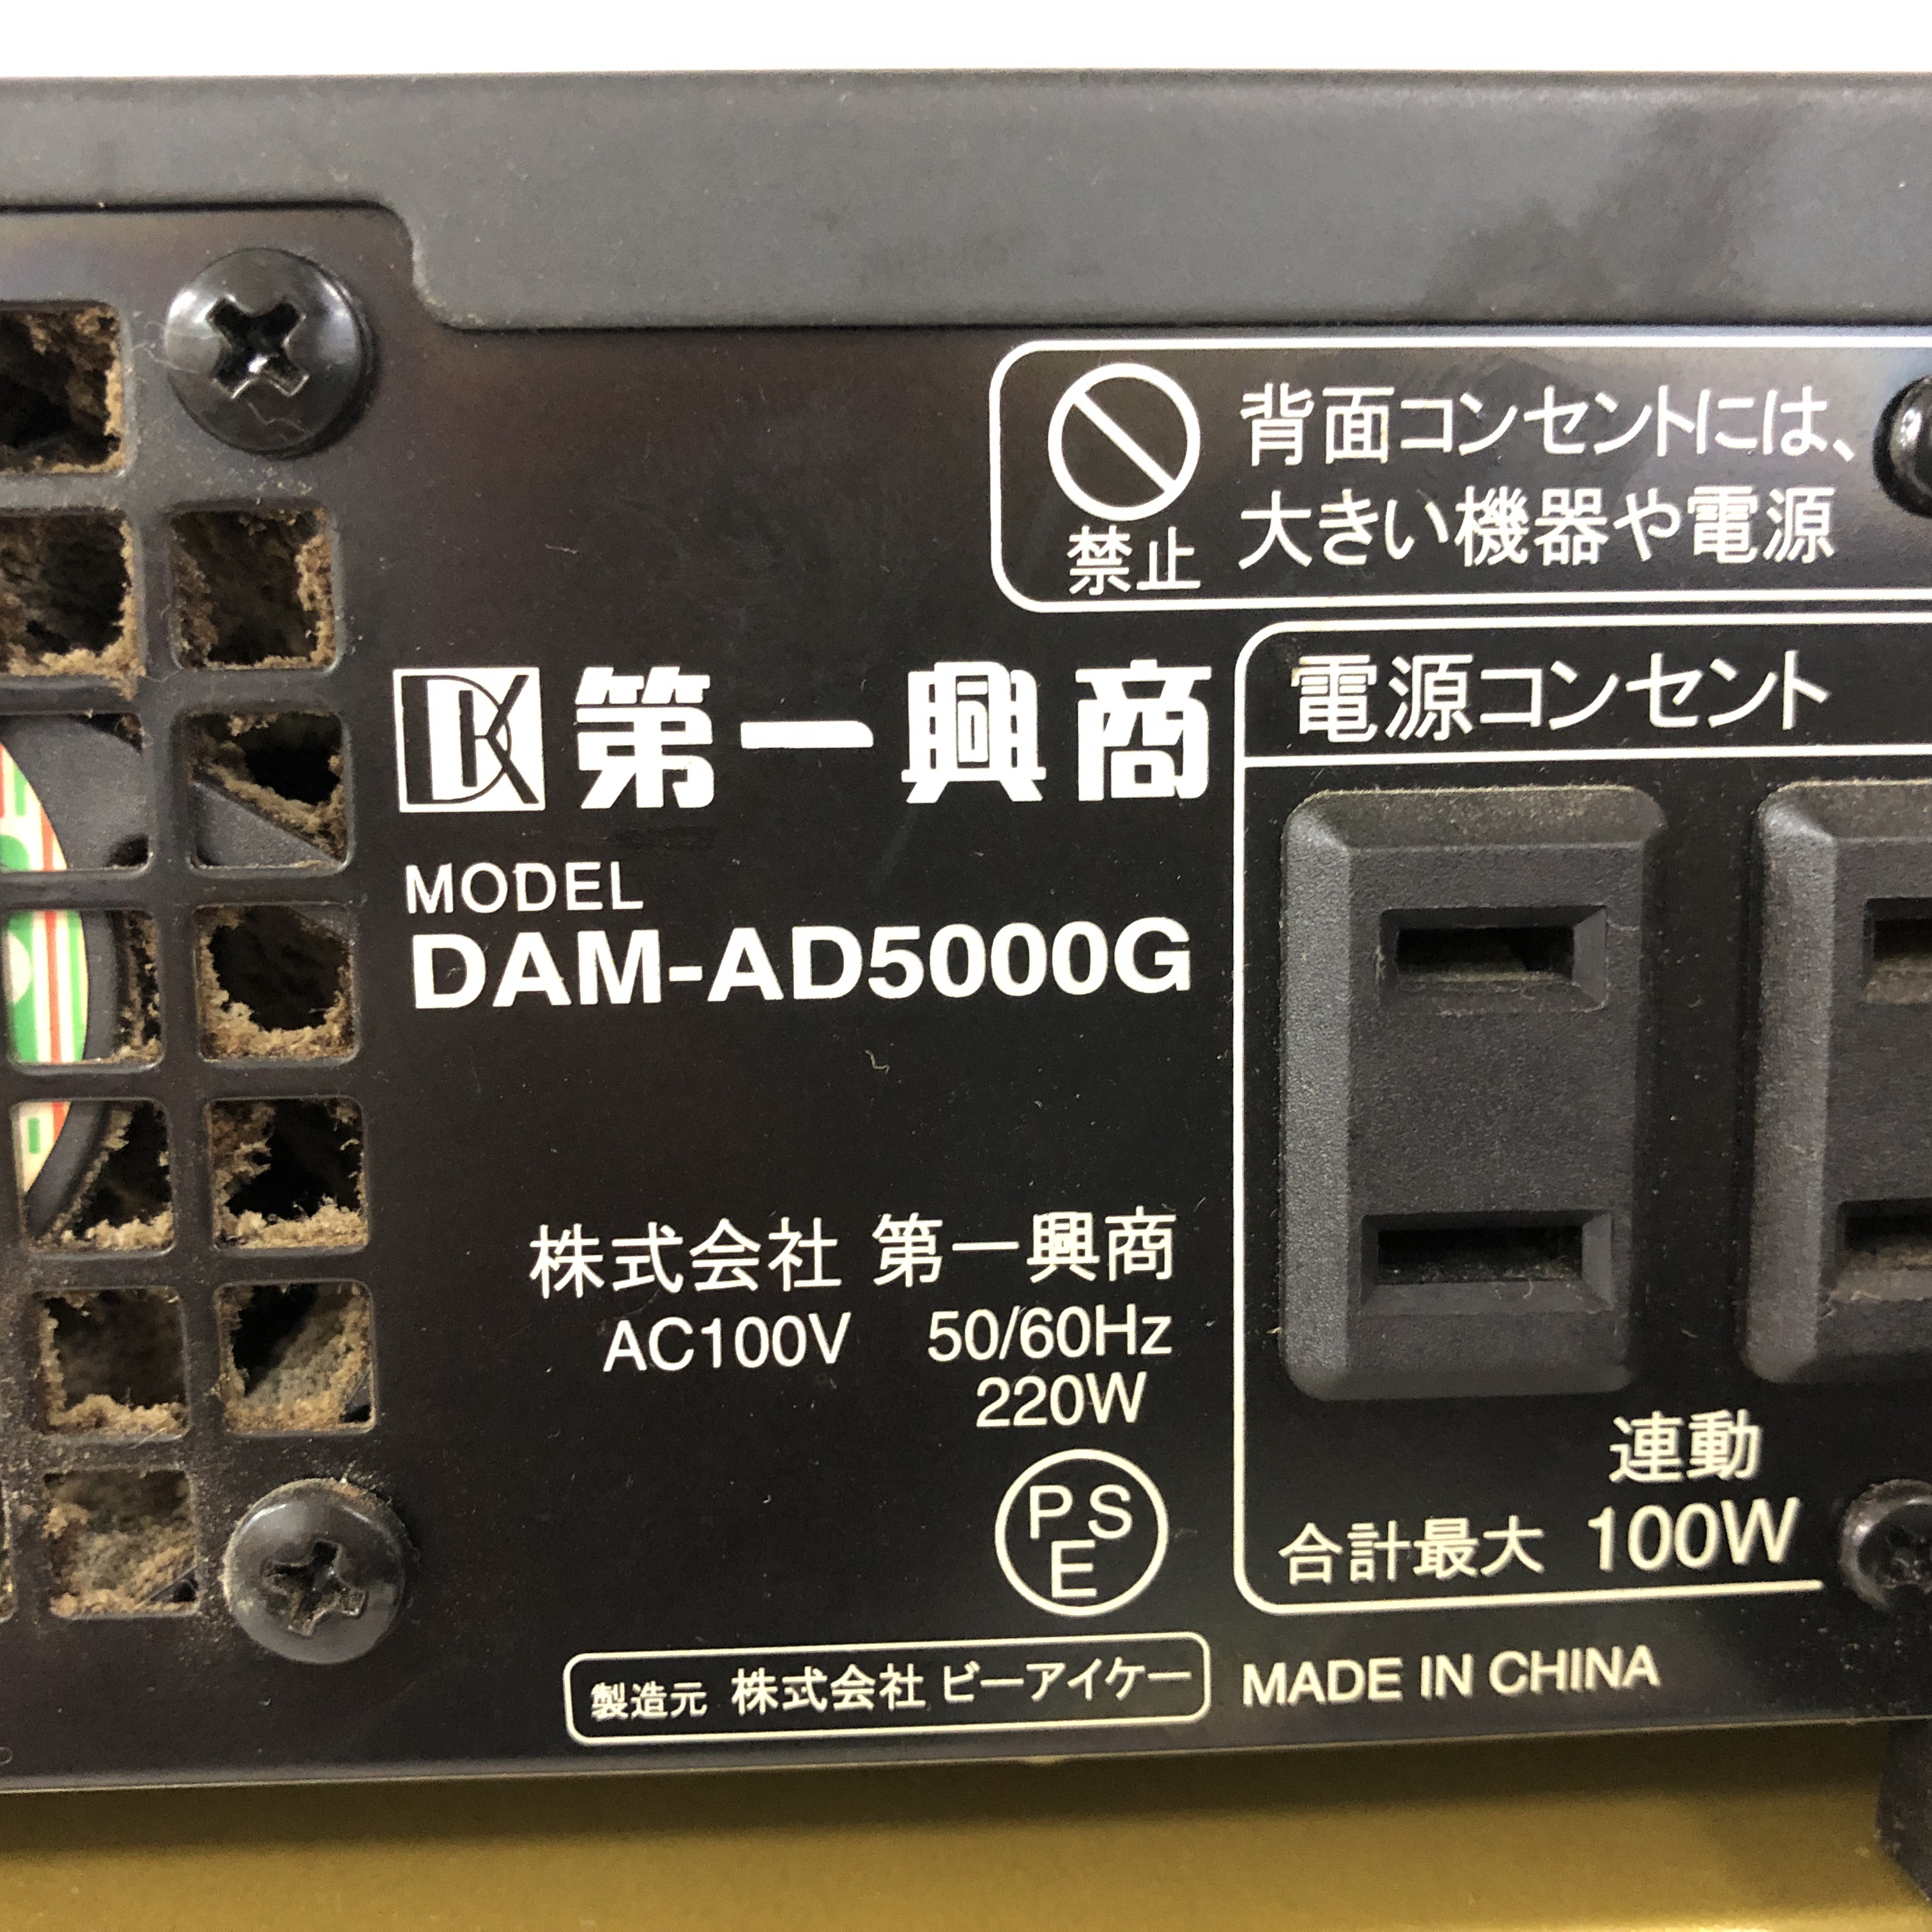 背面コンセントには、
大きい機器や電源
禁止
DK 第一興商
電源コンセント
MODEL
DAM-AD5000G
株式会社 第一興商
AC100V 50/60Hz
220W
PSE
連動
合計最大 100W
製造元 株式会社 ビーアイケー
MADE IN CHINA